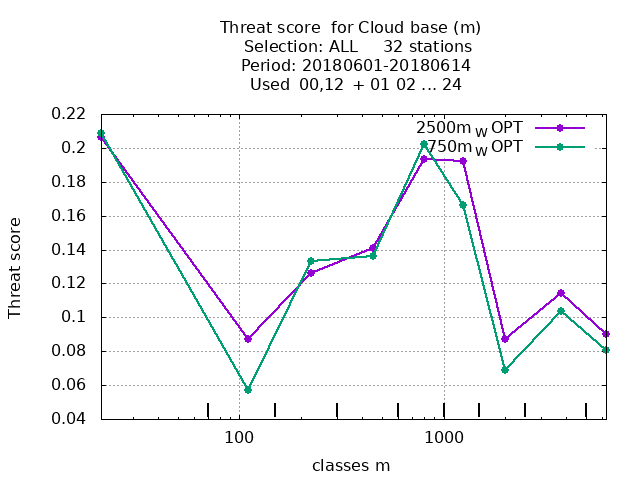 Threat score  for Cloud base (m)
Selection: ALL     32 stations
Period: 20180601-20180614
Used  00,12  + 01 02 ... 24
2500m W OPT
750m W OPT
0.22
0.2
0.18
0.16
0.14
0.12
0.1
0.08
0.06
0.04
Threat score
100
1000
classes m